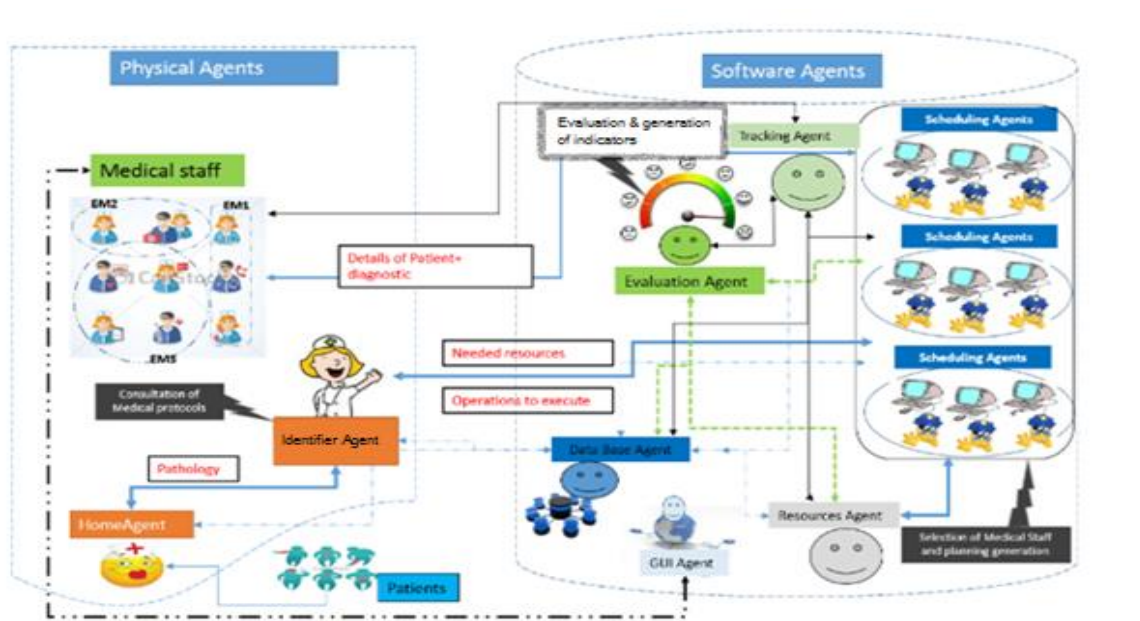 Physical Agents
Software Agents
Evaluation & generation
of indicators
Tracking Agent
Scheduling Agents
Medical staff
EM2
EM1
Details of Patient+
diagnostic
Scheduling Agents
Evaluation Agent
EM3
Needed resources
Scheduling Agents
Consultation of
Medical protocols
Operations to execute
Identifier Agent
Data Base Agent
Pathology
HomeAgent
Resources Agent
Selection of Medical Staff
and planning generation
GUI Agent
Patients